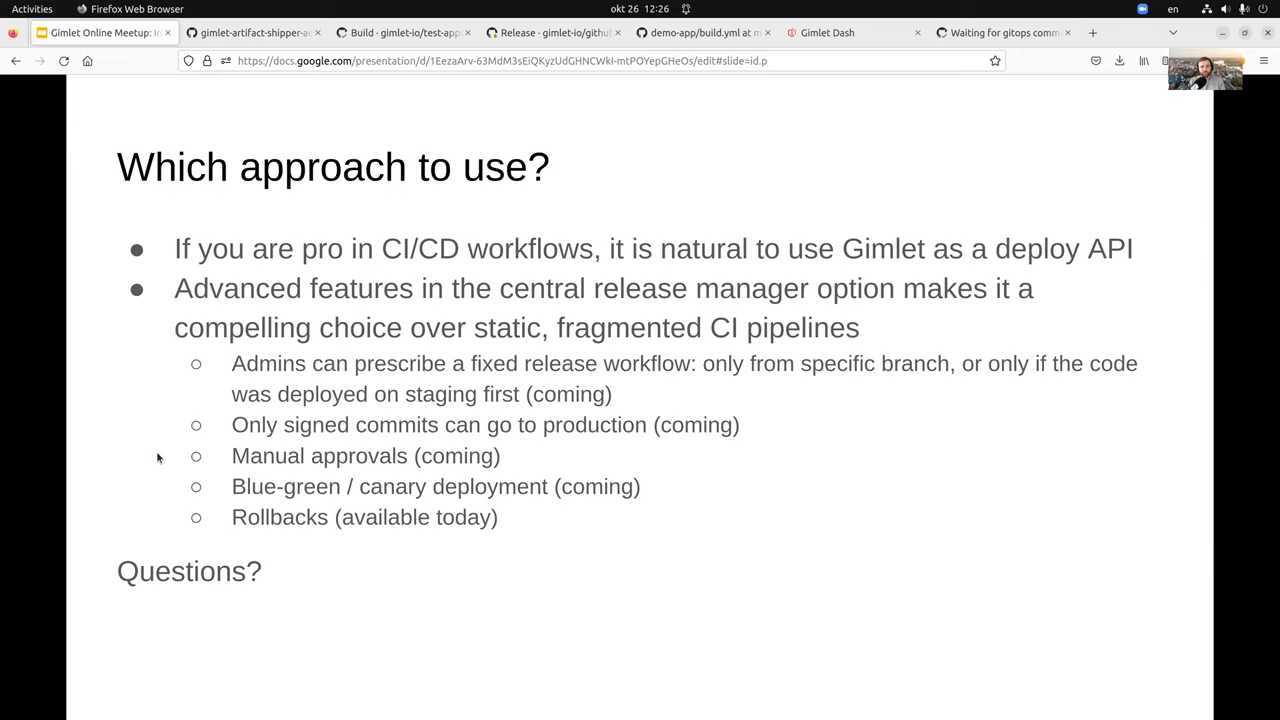 Activities
Firefox Web Browser
okt 26 12:26
en
Gimlet Online Meetup: In
gimlet-artifact-shipper-ac
Build · gimlet-io/test-app
Release · gimlet-io/githu
demo-app/build.yml at m
Gimlet Dash
Waiting for gitops comm
https://docs.google.com/presentation/d/1EezaArv-63MdM3sEiQKyzUdGHNCWkI-mtPOYepGHeOs/edit#slide=id.p
Which approach to use?
● If you are pro in CI/CD workflows, it is natural to use Gimlet as a deploy API
● Advanced features in the central release manager option makes it a
compelling choice over static, fragmented CI pipelines
○ Admins can prescribe a fixed release workflow: only from specific branch, or only if the code
was deployed on staging first (coming)
○ Only signed commits can go to production (coming)
○ Manual approvals (coming)
○ Blue-green / canary deployment (coming)
○ Rollbacks (available today)
Questions?